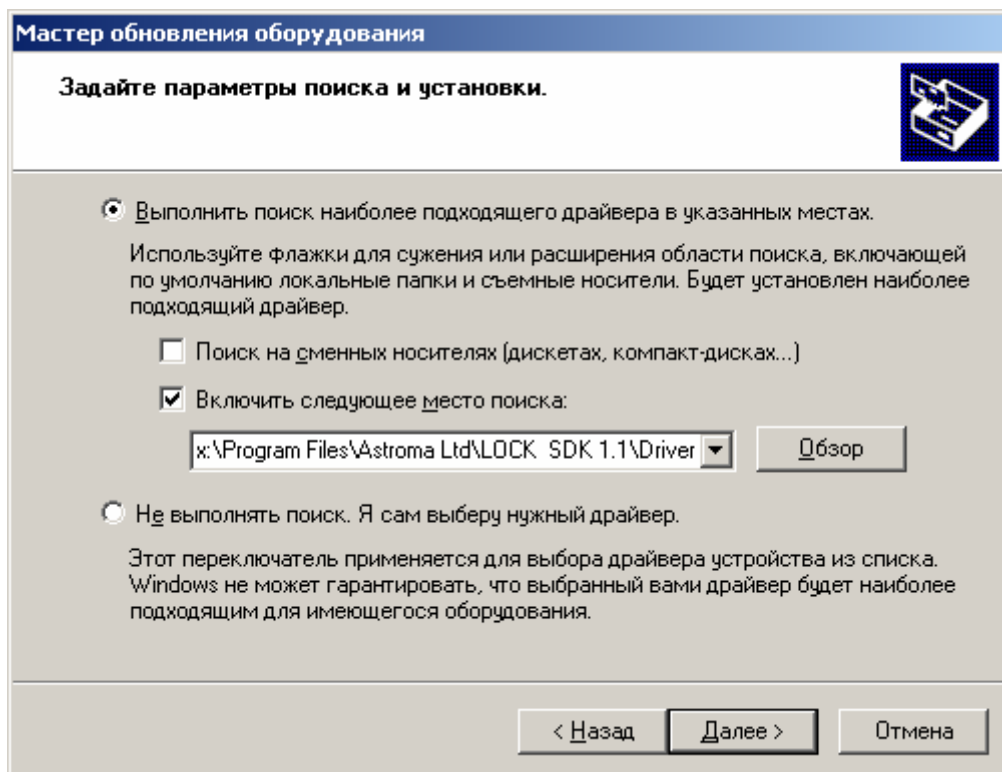 Мастер обновления оборудования
Задайте параметры поиска и установки.
Выполнить поиск наиболее подходящего драйвера в указанных местах.
Используйте флажки для сужения или расширения области поиска, включающей
по умолчанию локальные папки и съемные носители. Будет установлен наиболее
подходящий драйвер.
Поиск на сменных носителях (дискетах, компакт-дисках...)
Включить следующее место поиска:
x:\Program Files\Astroma Ltd\LOCK SDK 1.1\Driver
Обзор
Не выполнять поиск. Я сам выберу нужный драйвер.
Этот переключатель применяется для выбора драйвера устройства из списка.
Windows не может гарантировать, что выбранный вами драйвер будет наиболее
подходящим для имеющегося оборудования.
< Назад Далее > Отмена